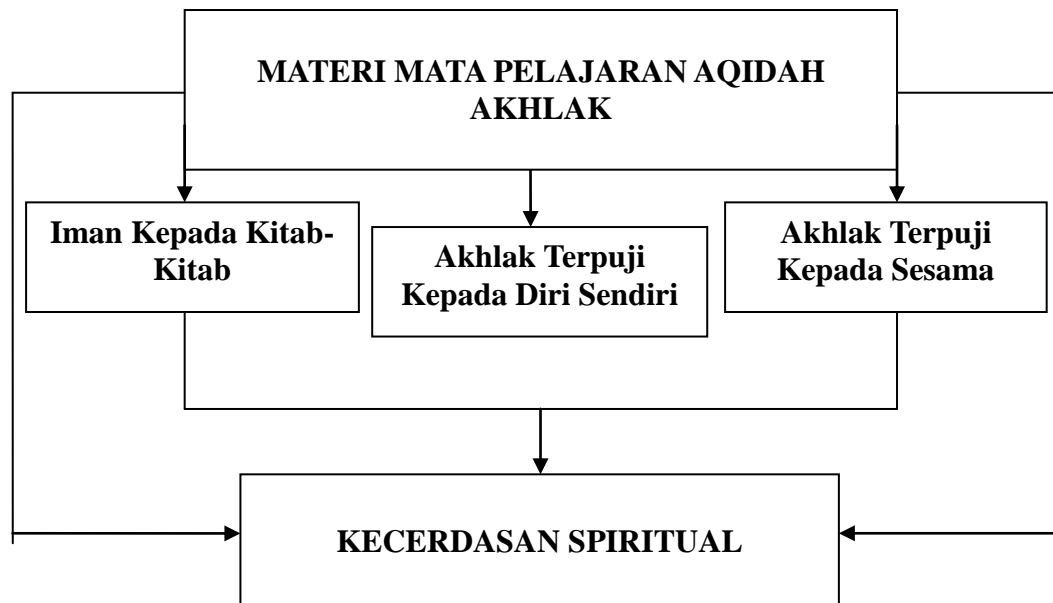 MATERI MATA PELAJARAN AQIDAH
AKHLAK
Iman Kepada Kitab-
Kitab
Akhlak Terpuji
Kepada Diri Sendiri
Akhlak Terpuji
Kepada Sesama
KECERDASAN SPIRITUAL